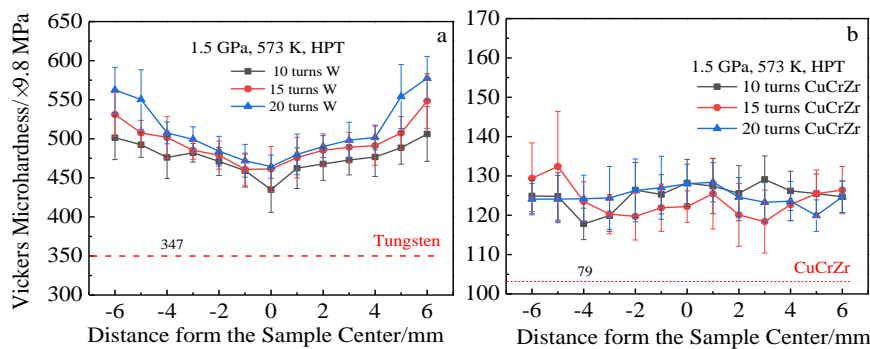 a
1.5 GPa, 573 K, HPT
10 turns W
15 turns W
20 turns W
347
Tungsten
Vickers Microhardness/×9.8 MPa
650
600
550
500
450
400
350
300
-6 -4 -2 0 2 4 6
Distance form the Sample Center/mm
b
1.5 GPa, 573 K, HPT
10 turns CuCrZr
15 turns CuCrZr
20 turns CuCrZr
79
CuCrZr
170
160
150
140
130
120
110
100
-6 -4 -2 0 2 4 6
Distance form the Sample Center/mm